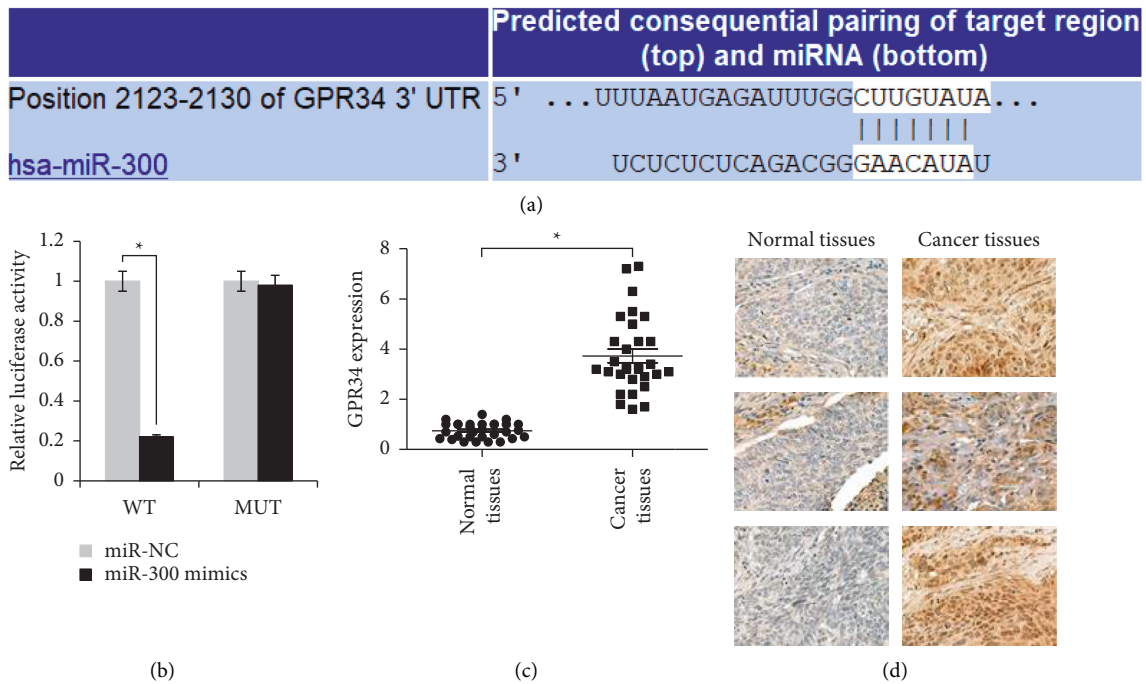 Predicted consequential pairing of target region
(top) and miRNA (bottom)
Position 2123-2130 of GPR34 3' UTR 5' ...UUUAAUGAGAUUUGGCUUGUAUA...
|||||||
hsa-miR-300 3' UCUCUCUCAGACGGGAACAUAU
(a)
1.2
1
0.8
0.6
0.4
0.2
0
Relative luciferase activity
*
WT MUT
miR-NC
miR-300 mimics
(b)
8
6
4
2
0
GPR34 expression
*
Normal
tissues
Cancer
tissues
(c)
Normal tissues Cancer tissues
(d)